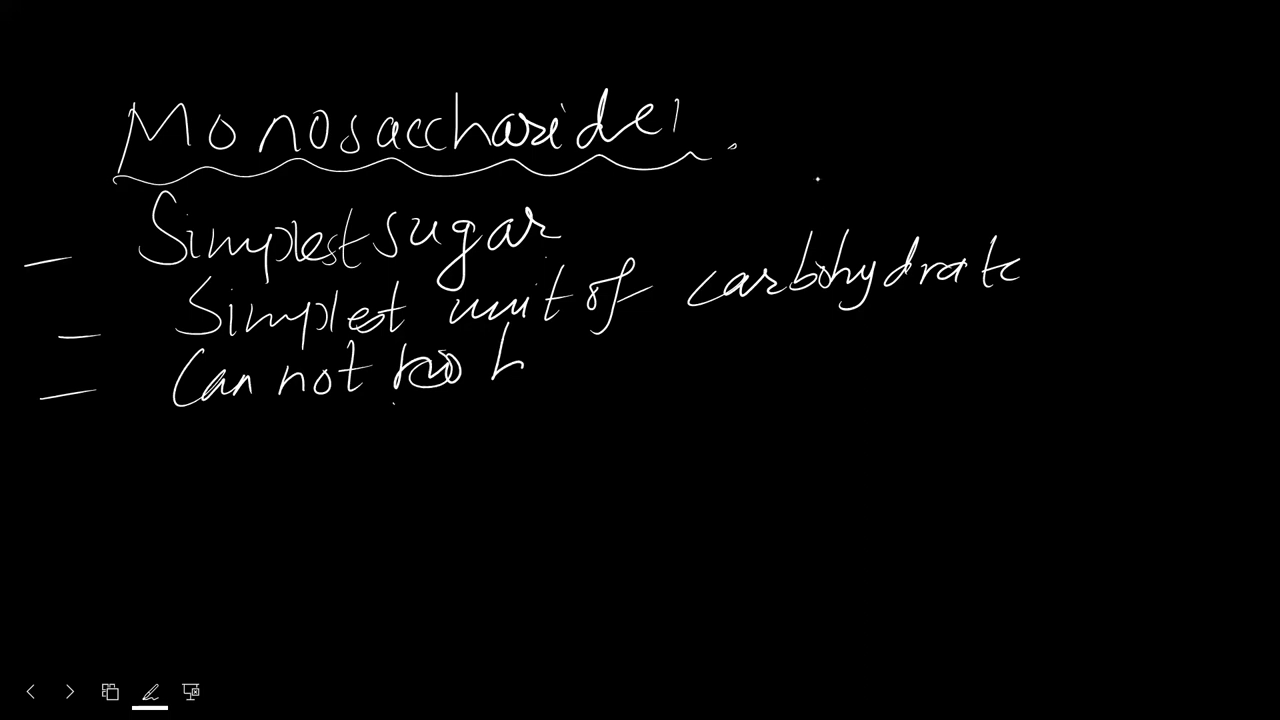 Monosaccharides
- Simplest sugar
- Simplest unit of carbohydrate
- Can not